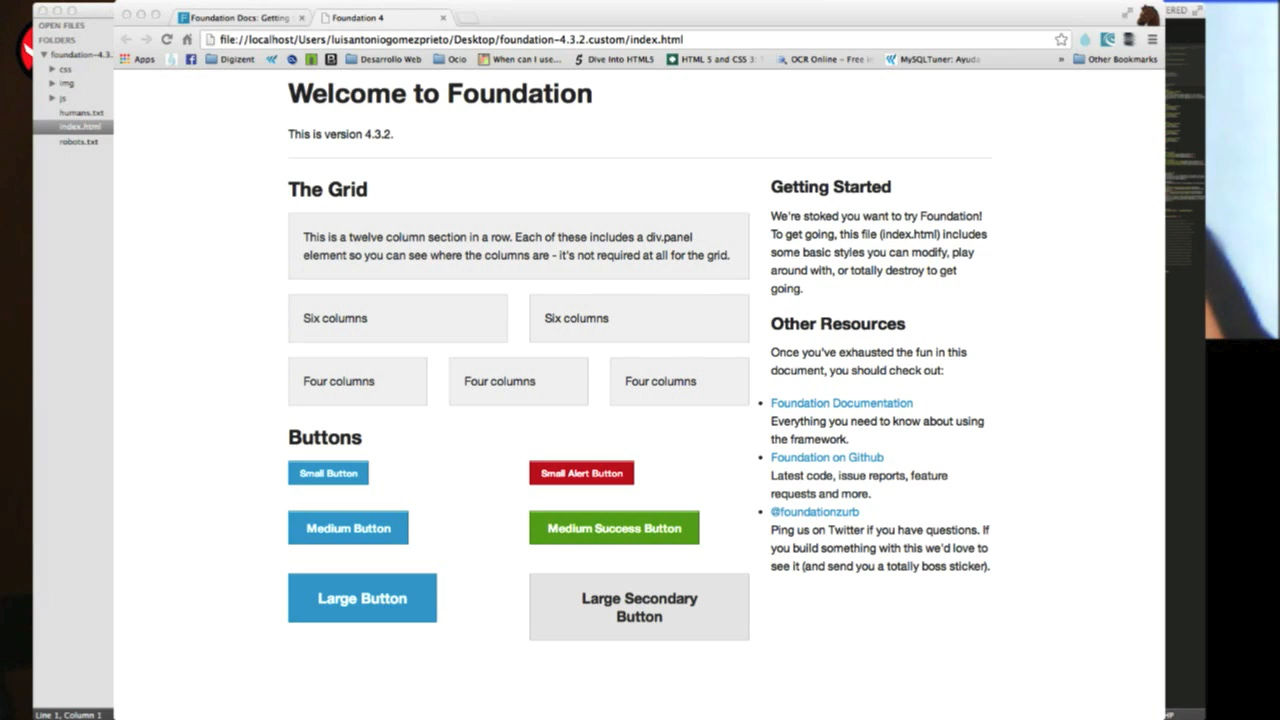 OPEN FILES
FOLDERS
foundation-4.3.
css
img
js
humans.txt
index.html
robots.txt
Line 1, Column 1
Foundation Docs: Getting
Foundation 4
ERED
file://localhost/Users/luisantoniogomezprieto/Desktop/foundation-4.3.2.custom/index.html
Apps
Digizent
Desarrollo Web
Ocio
When can I use...
Dive Into HTML5
HTML 5 and CSS 3:
OCR Online - Free
MySQLTuner: Ayuda
»
Other Bookmarks
Welcome to Foundation
This is version 4.3.2.
The Grid
This is a twelve column section in a row. Each of these includes a div.panel
element so you can see where the columns are - it's not required at all for the grid.
Six columns
Six columns
Four columns
Four columns
Four columns
Buttons
Small Button
Small Alert Button
Medium Button
Medium Success Button
Large Button
Large Secondary
Button
Getting Started
We're stoked you want to try Foundation!
To get going, this file (index.html) includes
some basic styles you can modify, play
around with, or totally destroy to get
going.
Other Resources
Once you've exhausted the fun in this
document, you should check out:
• Foundation Documentation
Everything you need to know about using
the framework.
• Foundation on Github
Latest code, issue reports, feature
requests and more.
• @foundationzurb
Ping us on Twitter if you have questions. If
you build something with this we'd love to
see it (and send you a totally boss sticker).